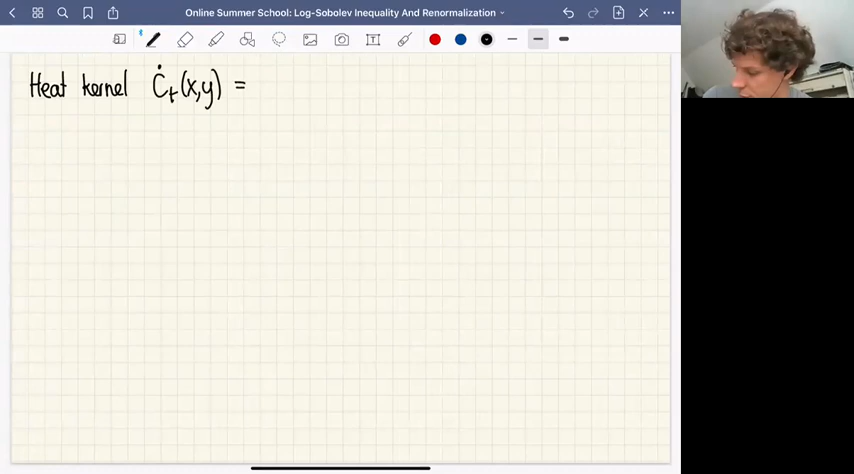 Online Summer School: Log-Sobolev Inequality And Renormalization
Heat kernel Ċₜ(x,y) =